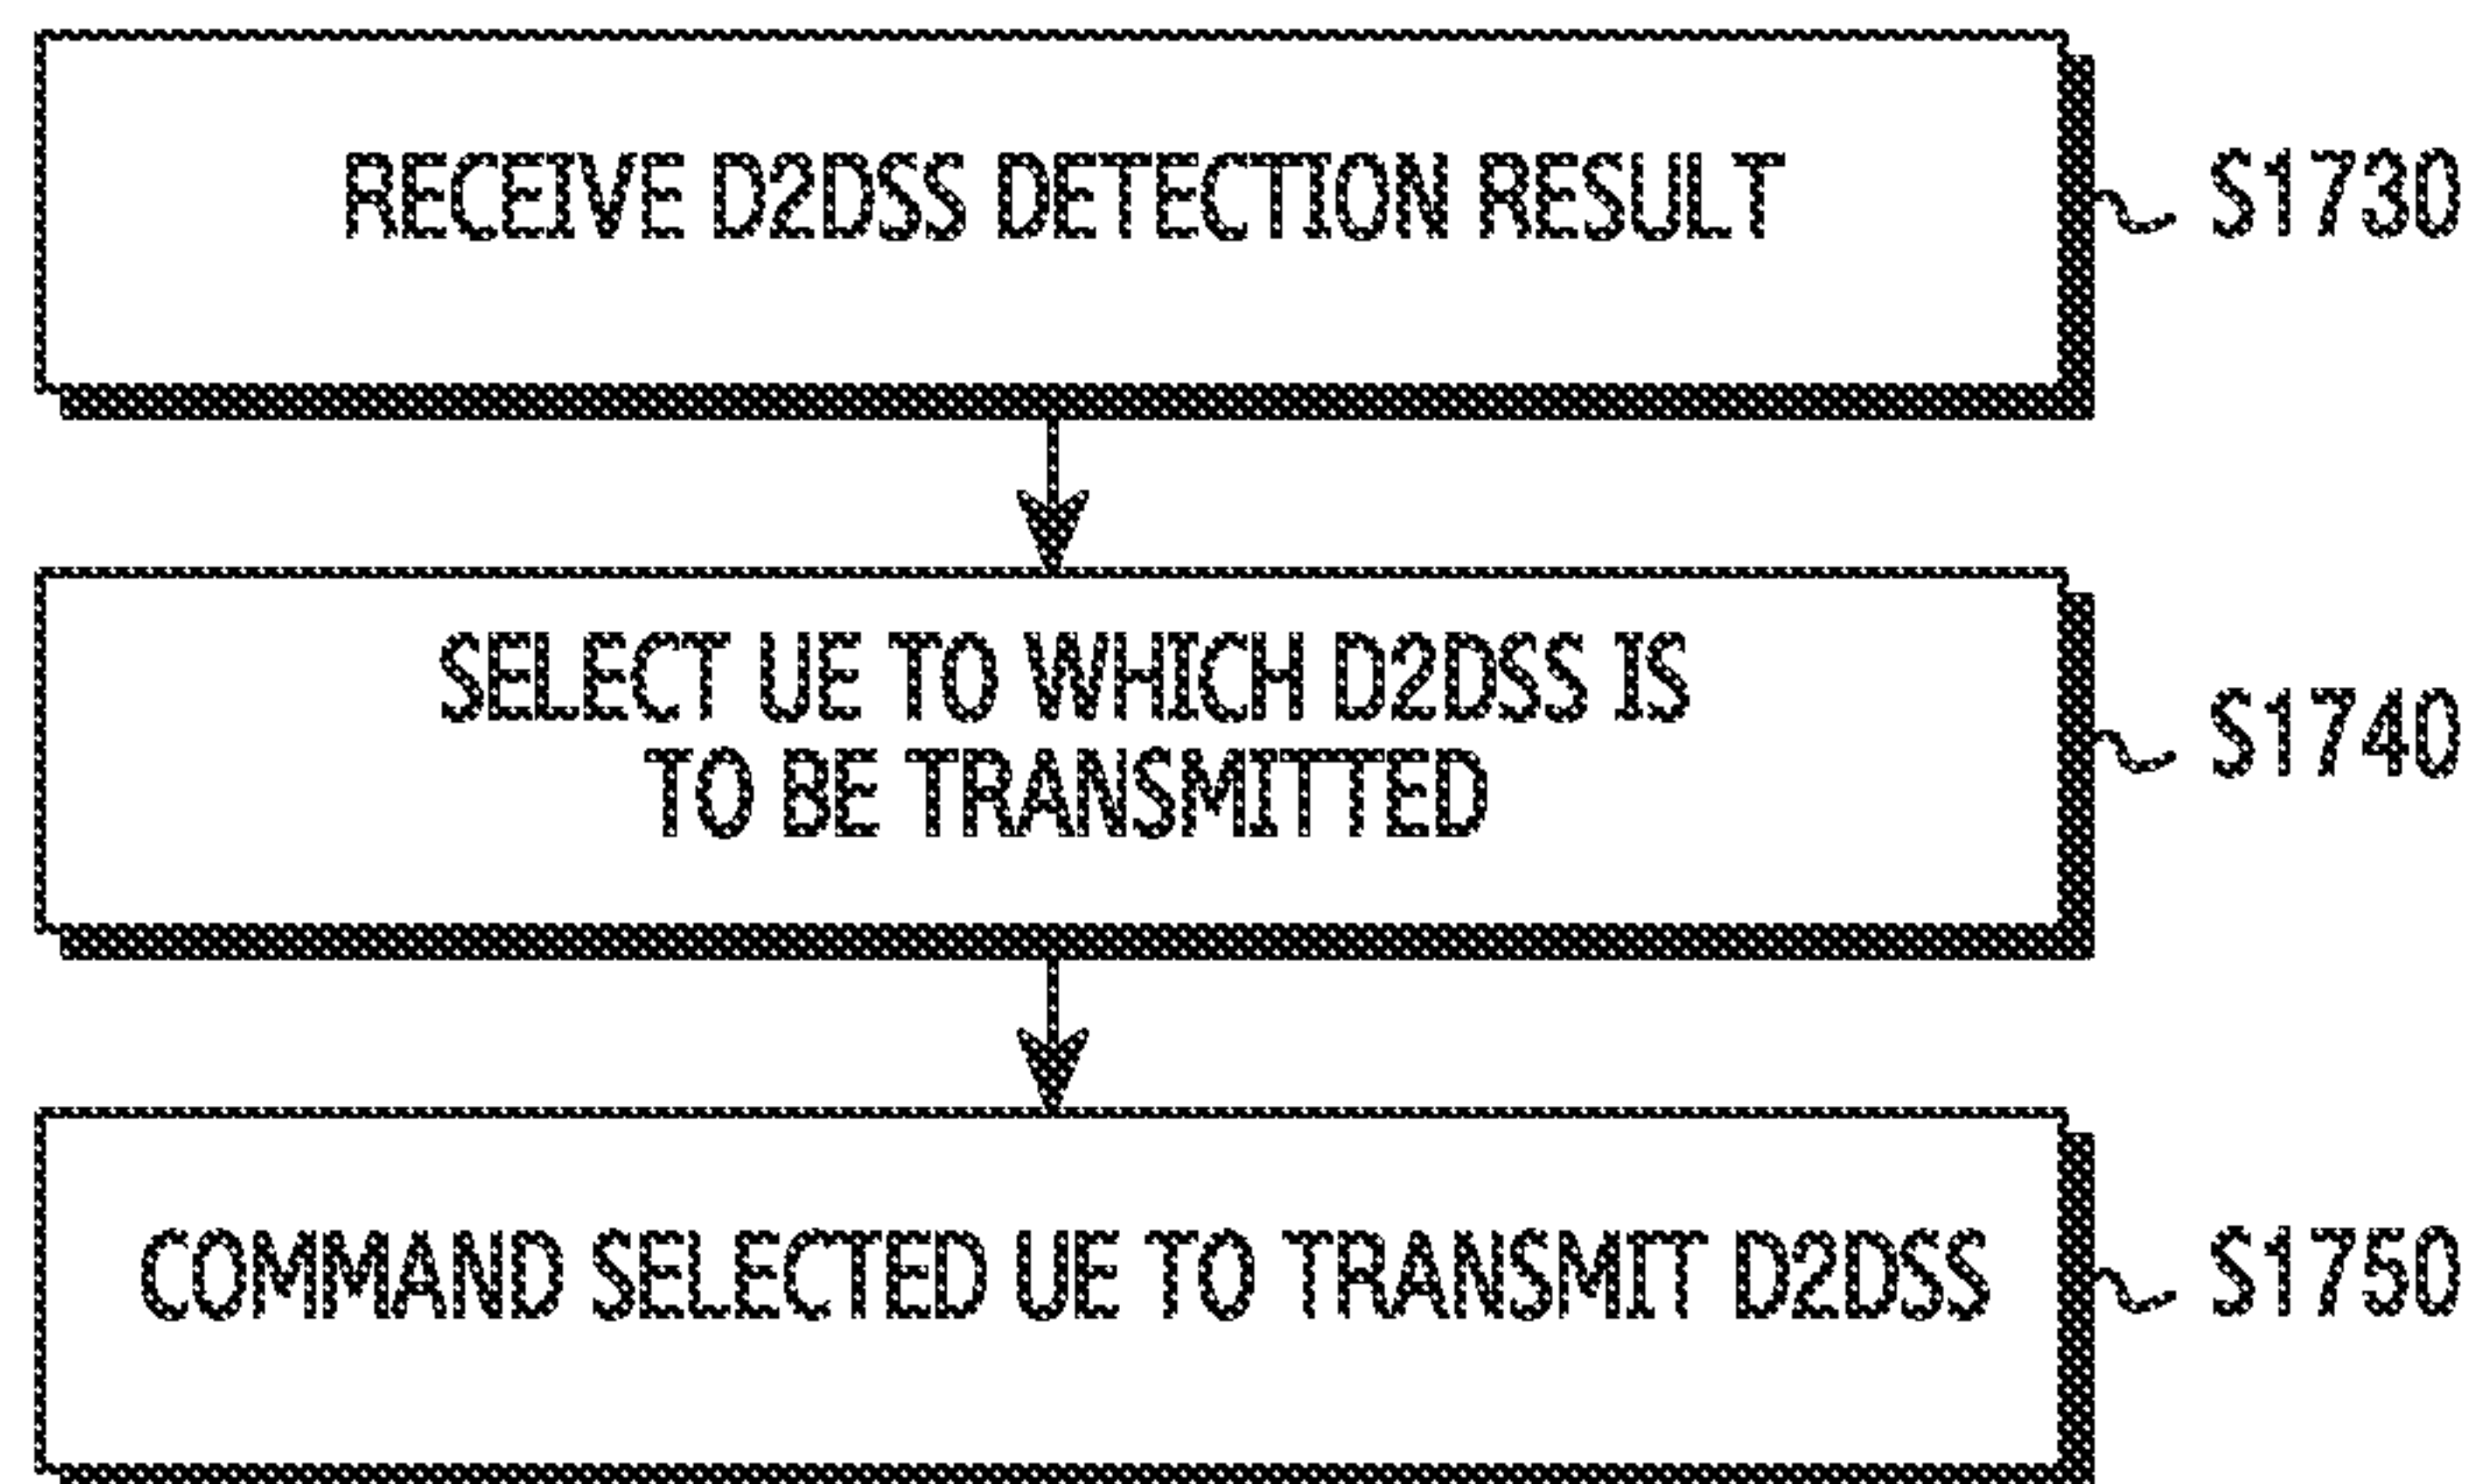 RECEIVE D2DSS DETECTION RESULT
S1730
SELECT UE TO WHICH D2DSS IS
TO BE TRANSMITTED
S1740
COMMAND SELECTED UE TO TRANSMIT D2DSS
S1750